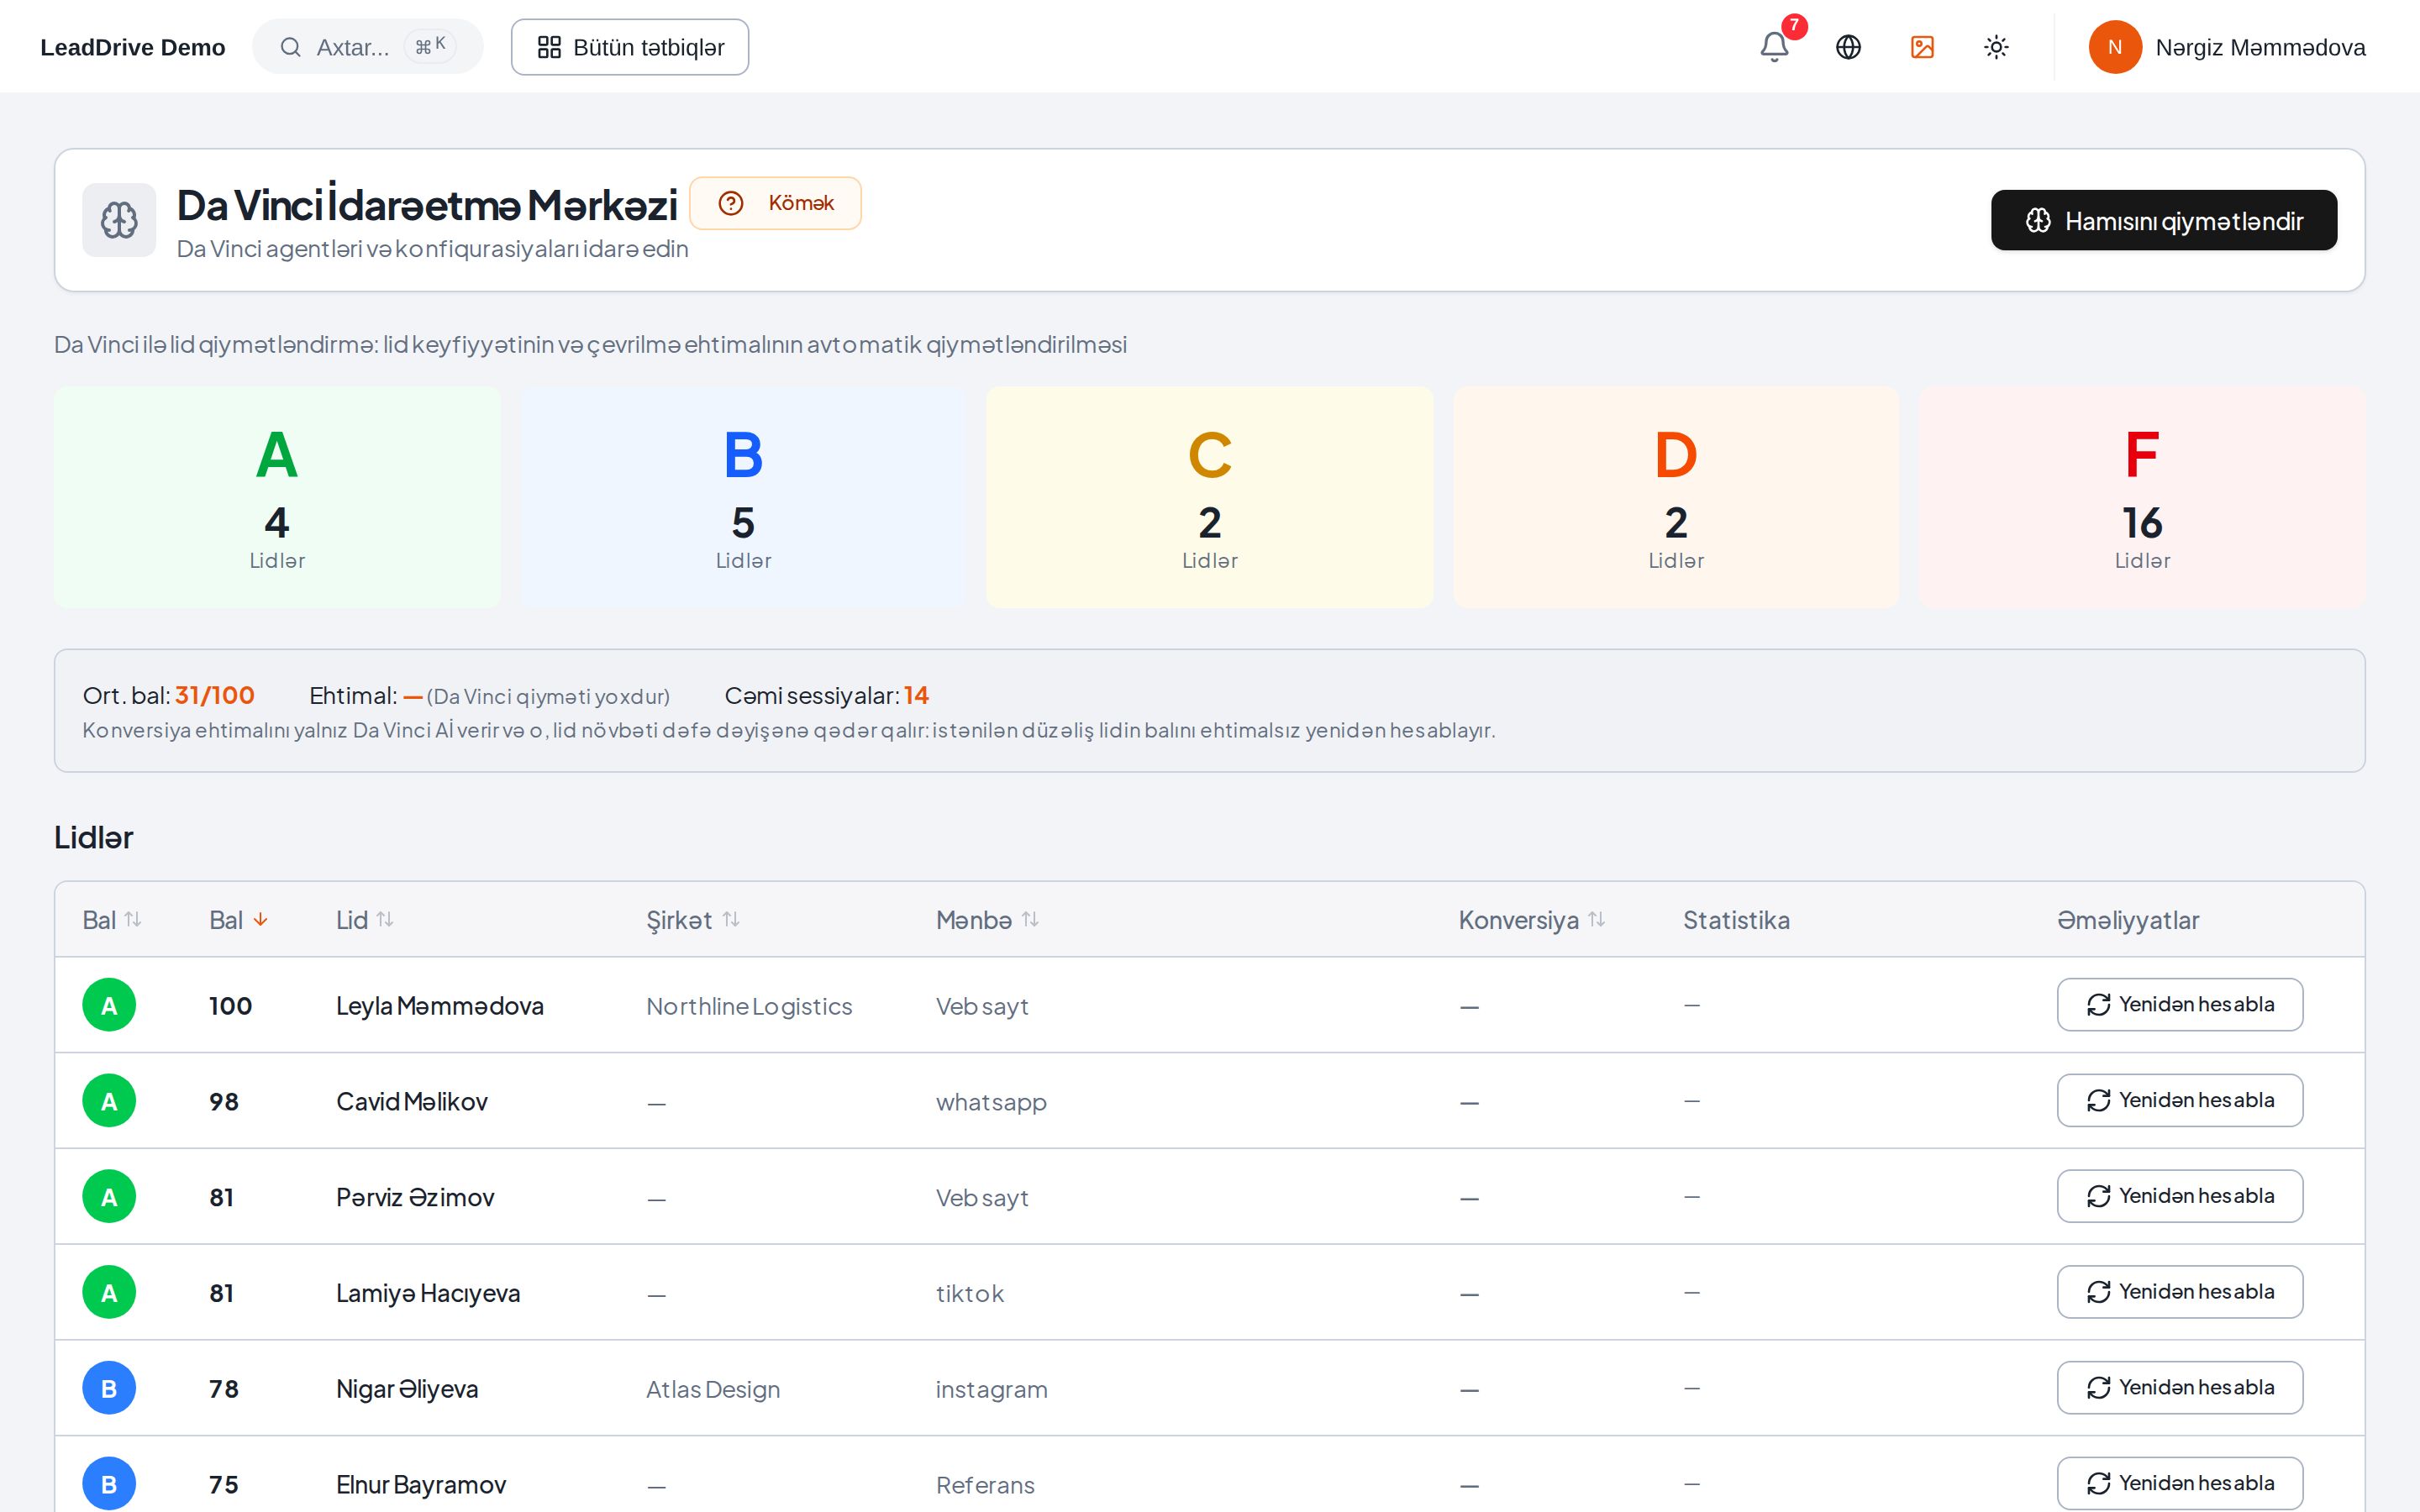 LeadDrive Demo Axtar... ⌘K Bütün tətbiqlər 7 N Nərgiz Məmmədova
Da Vinci İdarəetmə Mərkəzi Kömək
Da Vinci agentləri və konfiqurasiyaları idarə edin
Hamısını qiymətləndir
Da Vinci ilə lid qiymətləndirmə: lid keyfiyyətinin və çevrilmə ehtimalının avtomatik qiymətləndirilməsi
A B C D F
4 5 2 2 16
Lidlər Lidlər Lidlər Lidlər Lidlər
Ort. bal: 31/100 Ehtimal: — (Da Vinci qiyməti yoxdur) Cəmi sessiyalar: 14
Konversiya ehtimalını yalnız Da Vinci Aİ verir və o, lid növbəti dəfə dəyişənə qədər qalır: istənilən düzəliş lidin balını ehtimalsız yenidən hesablayır.
Lidlər
Bal Bal Lid Şirkət Mənbə Konversiya Statistika Əməliyyatlar
A 100 Leyla Məmmədova Northline Logistics Veb sayt — — Yenidən hesabla
A 98 Cavid Məlikov — whatsapp — — Yenidən hesabla
A 81 Pərviz Əzimov — Veb sayt — — Yenidən hesabla
A 81 Lamiyə Hacıyeva — tiktok — — Yenidən hesabla
B 78 Nigar Əliyeva Atlas Design instagram — — Yenidən hesabla
B 75 Elnur Bayramov — Referans — — Yenidən hesabla